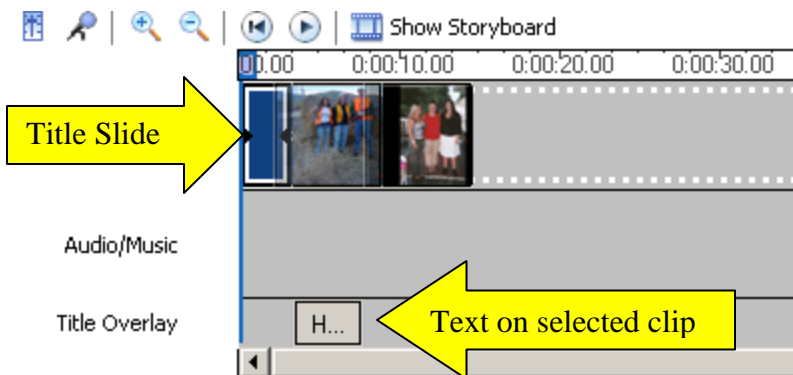 Show Storyboard
00.00 0:00:10.00 0:00:20.00 0:00:30.00
Title Slide
Audio/Music
Title Overlay H... Text on selected clip